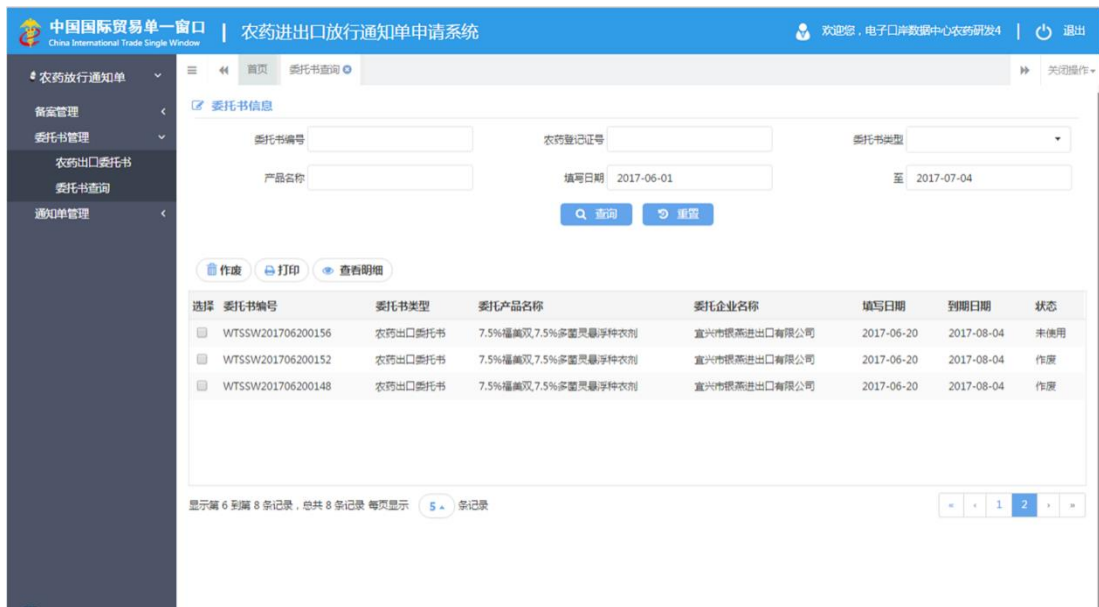 中国国际贸易单一窗口 | 农药进出口放行通知单申请系统 欢迎您，电子口岸数据中心农药研发4 | 退出
China International Trade Single Window
农药放行通知单
首页 委托书查询 关闭操作
备案管理
委托书管理
农药出口委托书
委托书查询
通知单管理
委托书信息
委托书编号 农药登记证号 委托书类型
产品名称 填写日期 2017-06-01 至 2017-07-04
查询 重置
作废 打印 查看明细
选择 委托书编号 委托书类型 委托产品名称 委托企业名称 填写日期 到期日期 状态
WTSSW201706200156 农药出口委托书 7.5%福美双,7.5%多菌灵悬浮种衣剂 宜兴市银燕进出口有限公司 2017-06-20 2017-08-04 未使用
WTSSW201706200152 农药出口委托书 7.5%福美双,7.5%多菌灵悬浮种衣剂 宜兴市银燕进出口有限公司 2017-06-20 2017-08-04 作废
WTSSW201706200148 农药出口委托书 7.5%福美双,7.5%多菌灵悬浮种衣剂 宜兴市银燕进出口有限公司 2017-06-20 2017-08-04 作废
显示第 6 到第 8 条记录，总共 8 条记录 每页显示 5 条记录
« ‹ 1 2 › »